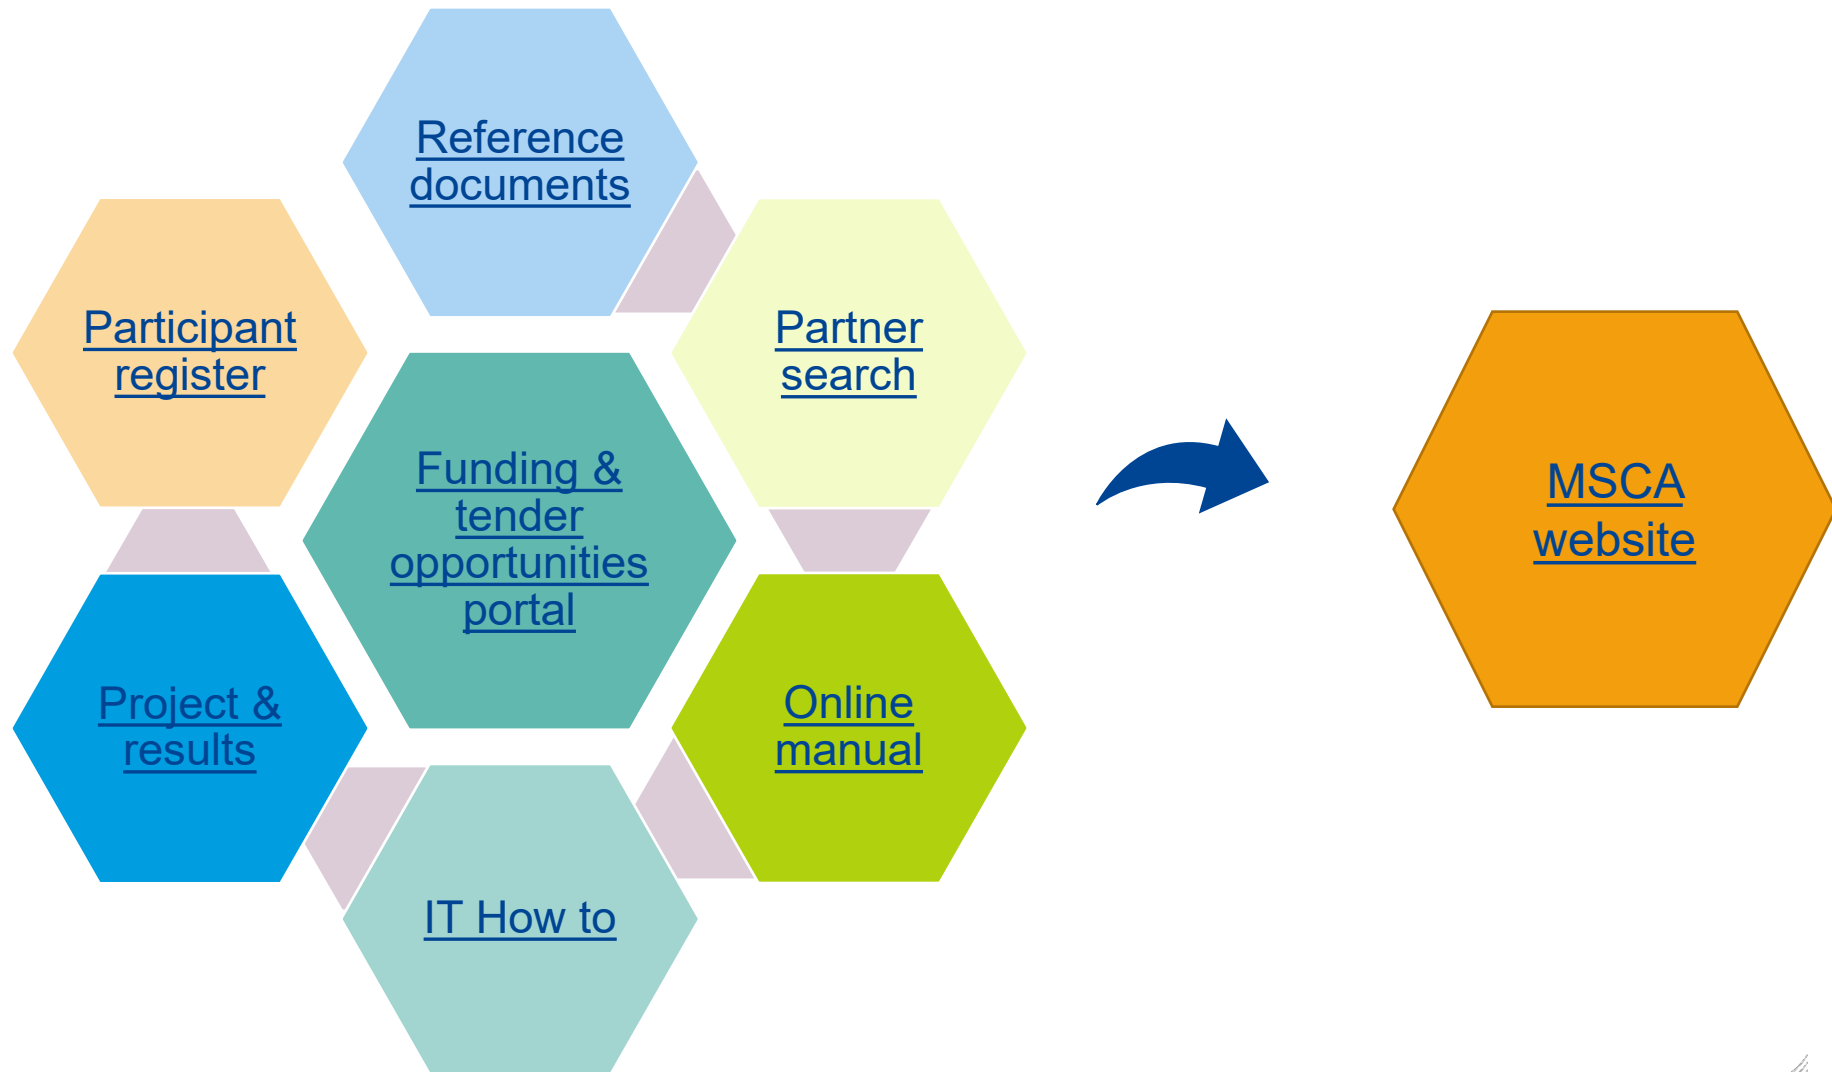 Reference
documents
Participant
register
Partner
search
Funding &
tender
opportunities
portal
MSCA
website
Project &
results
Online
manual
IT How to